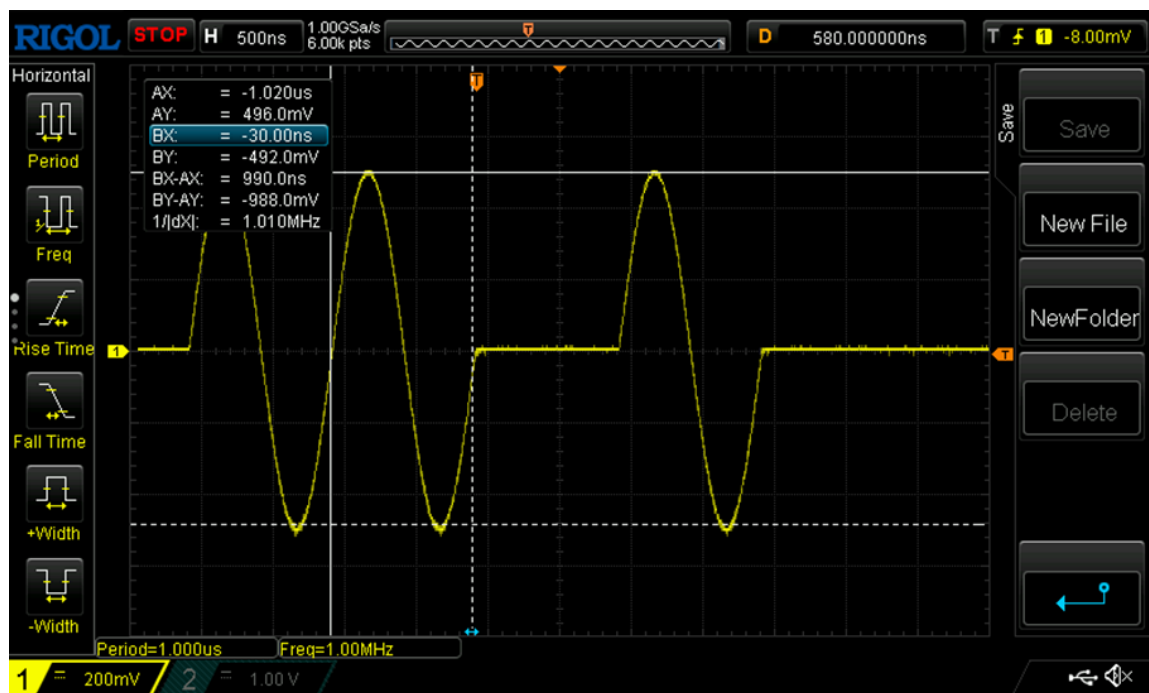 RIGOL STOP H 500ns 1.00GSa/s D 580.000000ns T 1 -8.00mV
6.00k pts
T
Horizontal
Period
Freq
Rise Time
Fall Time
+Width
-Width
T
AX: = -1.020us
AY: = 496.0mV
BX: = -30.00ns
BY: = -492.0mV
BX-AX: = 990.0ns
BY-AY: = -988.0mV
1/|dX|: = 1.010MHz
1
T
Save
Save
New File
NewFolder
Delete
Period=1.000us Freq=1.00MHz
1 = 200mV 2 = 1.00 V